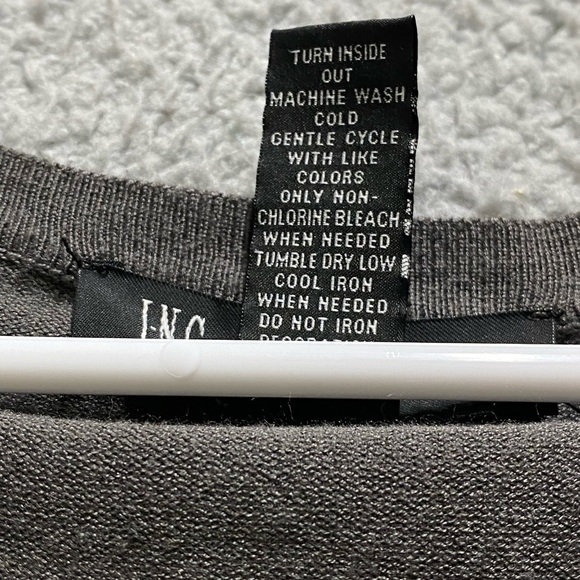 TURN INSIDE
OUT
MACHINE WASH
COLD
GENTLE CYCLE
WITH LIKE
COLORS
ONLY NON-
CHLORINE BLEACH
WHEN NEEDED
TUMBLE DRY LOW
COOL IRON
WHEN NEEDED
DO NOT IRON
DECORATION
I·N·C